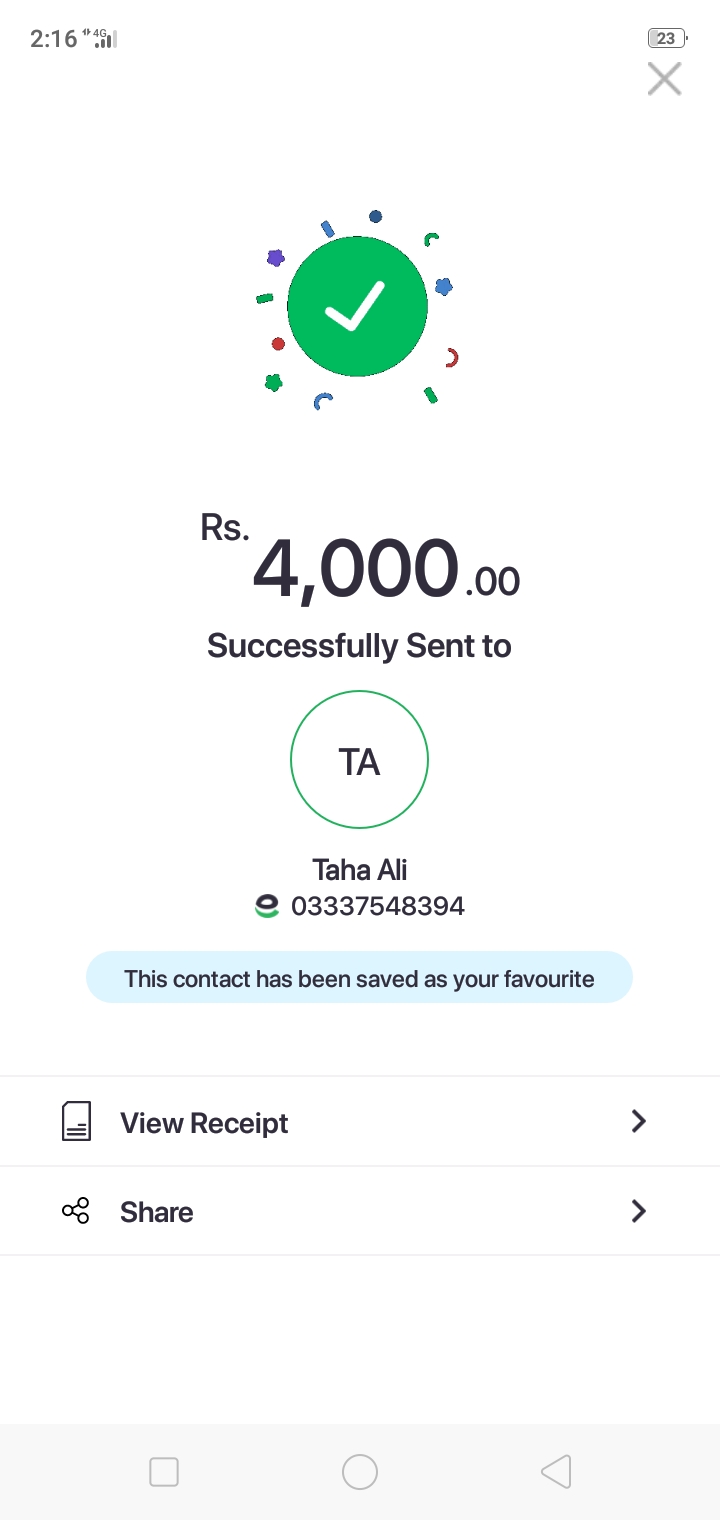 2:16 4G 23
Rs. 4,000.00
Successfully Sent to
TA
Taha Ali
03337548394
This contact has been saved as your favourite
View Receipt
Share